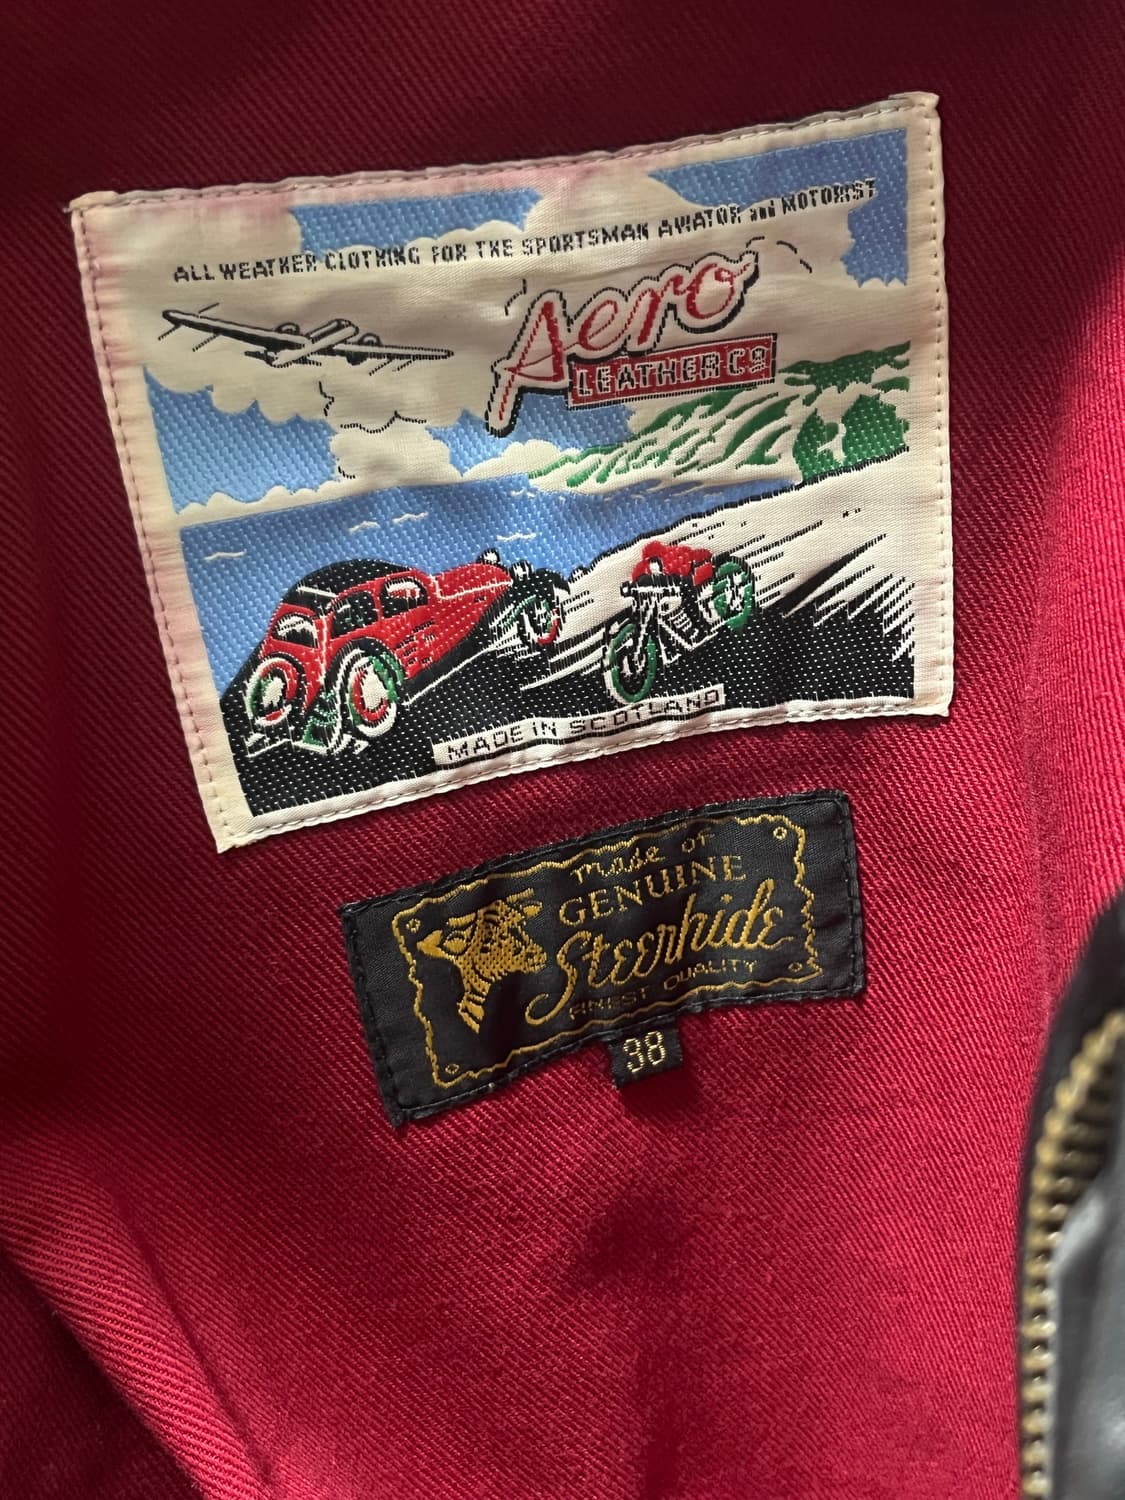 ALL WEATHER CLOTHING FOR THE SPORTSMAN AVIATOR and MOTORIST
Aero
LEATHER Co
MADE IN SCOTLAND
made of
GENUINE
Steerhide
FINEST QUALITY
38